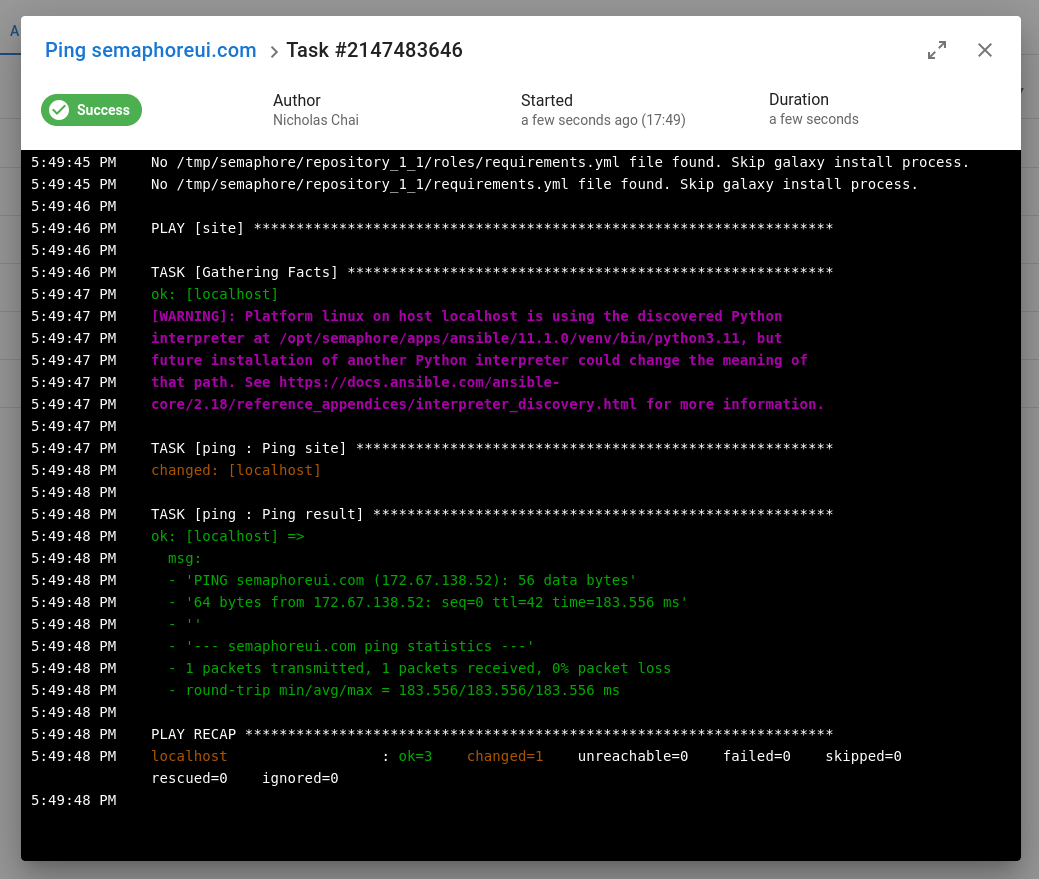 A
Ping semaphoreui.com > Task #2147483646
Success
Author
Nicholas Chai
Started
a few seconds ago (17:49)
Duration
a few seconds
5:49:45 PM No /tmp/semaphore/repository_1_1/roles/requirements.yml file found. Skip galaxy install process.
5:49:45 PM No /tmp/semaphore/repository_1_1/requirements.yml file found. Skip galaxy install process.
5:49:46 PM
5:49:46 PM PLAY [site] ********************************************************************
5:49:46 PM
5:49:46 PM TASK [Gathering Facts] *********************************************************
5:49:47 PM ok: [localhost]
5:49:47 PM [WARNING]: Platform linux on host localhost is using the discovered Python
5:49:47 PM interpreter at /opt/semaphore/apps/ansible/11.1.0/venv/bin/python3.11, but
5:49:47 PM future installation of another Python interpreter could change the meaning of
5:49:47 PM that path. See https://docs.ansible.com/ansible-
5:49:47 PM core/2.18/reference_appendices/interpreter_discovery.html for more information.
5:49:47 PM
5:49:47 PM TASK [ping : Ping site] ********************************************************
5:49:48 PM changed: [localhost]
5:49:48 PM
5:49:48 PM TASK [ping : Ping result] ******************************************************
5:49:48 PM ok: [localhost] =>
5:49:48 PM msg:
5:49:48 PM - 'PING semaphoreui.com (172.67.138.52): 56 data bytes'
5:49:48 PM - '64 bytes from 172.67.138.52: seq=0 ttl=42 time=183.556 ms'
5:49:48 PM - ''
5:49:48 PM - '--- semaphoreui.com ping statistics ---'
5:49:48 PM - 1 packets transmitted, 1 packets received, 0% packet loss
5:49:48 PM - round-trip min/avg/max = 183.556/183.556/183.556 ms
5:49:48 PM
5:49:48 PM PLAY RECAP *********************************************************************
5:49:48 PM localhost : ok=3 changed=1 unreachable=0 failed=0 skipped=0
rescued=0 ignored=0
5:49:48 PM